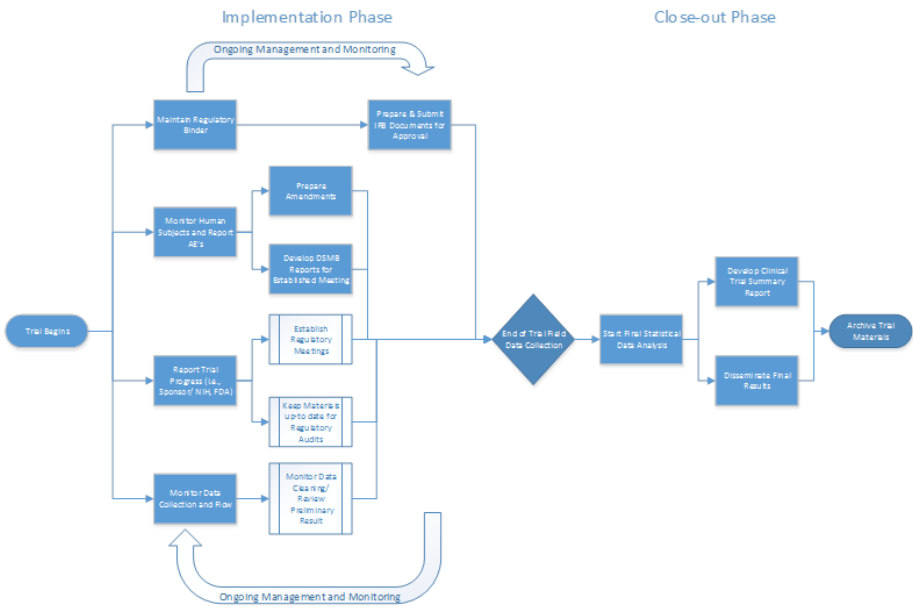 Implementation Phase
Close-out Phase
Ongoing Management and Monitoring
Maintain Regulatory
Binder
Prepare & Submit
IRB Documents for
Approval
Prepare
Amendments
Monitor Human
Subjects and Report
AE's
Develop DSMB
Reports for
Established Meeting
Trial Begins
Establish
Regulatory
Meetings
Report Trial
Progress (i.e.,
Sponsor/ NIH, FDA)
Keep Materials
up-to date for
Regulatory
Audits
Monitor Data
Collection and Flow
Monitor Data
Cleaning/
Review
Preliminary
Result
End of Trial Field
Data Collection
Start Final Statistical
Data Analysis
Develop Clinical
Trial Summary
Report
Disseminate Final
Results
Archive Trial
Materials
Ongoing Management and Monitoring